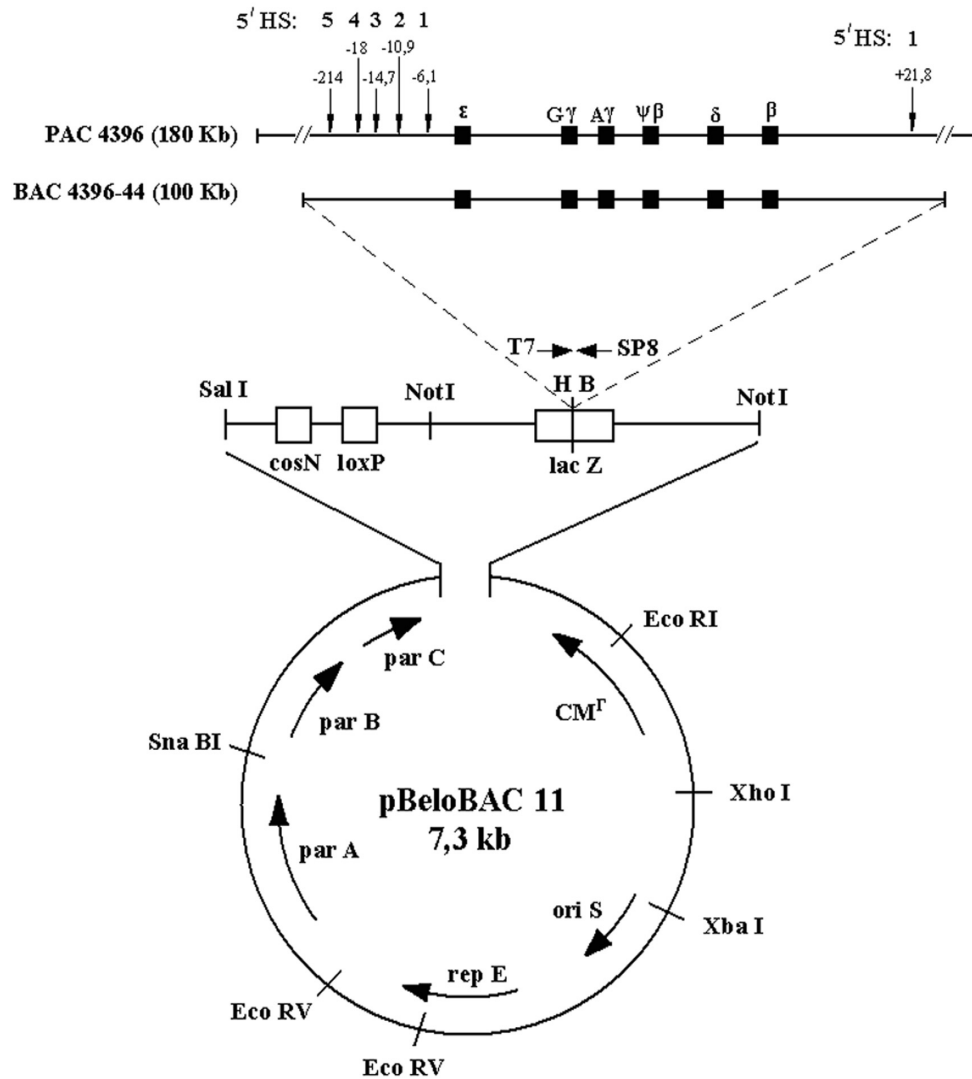 5' HS: 5 4 3 2 1
5' HS: 1
-18 -10,9
-214 -14,7 -6,1 +21,8
ε Gγ Aγ ψβ δ β
PAC 4396 (180 Kb)
BAC 4396-44 (100 Kb)
T7 SP8
H B
Sal I NotI NotI
cosN loxP lac Z
Eco RI
par C
CMʳ
par B
Sna BI
pBeloBAC 11
Xho I
7,3 kb
par A
ori S
Xba I
rep E
Eco RV
Eco RV